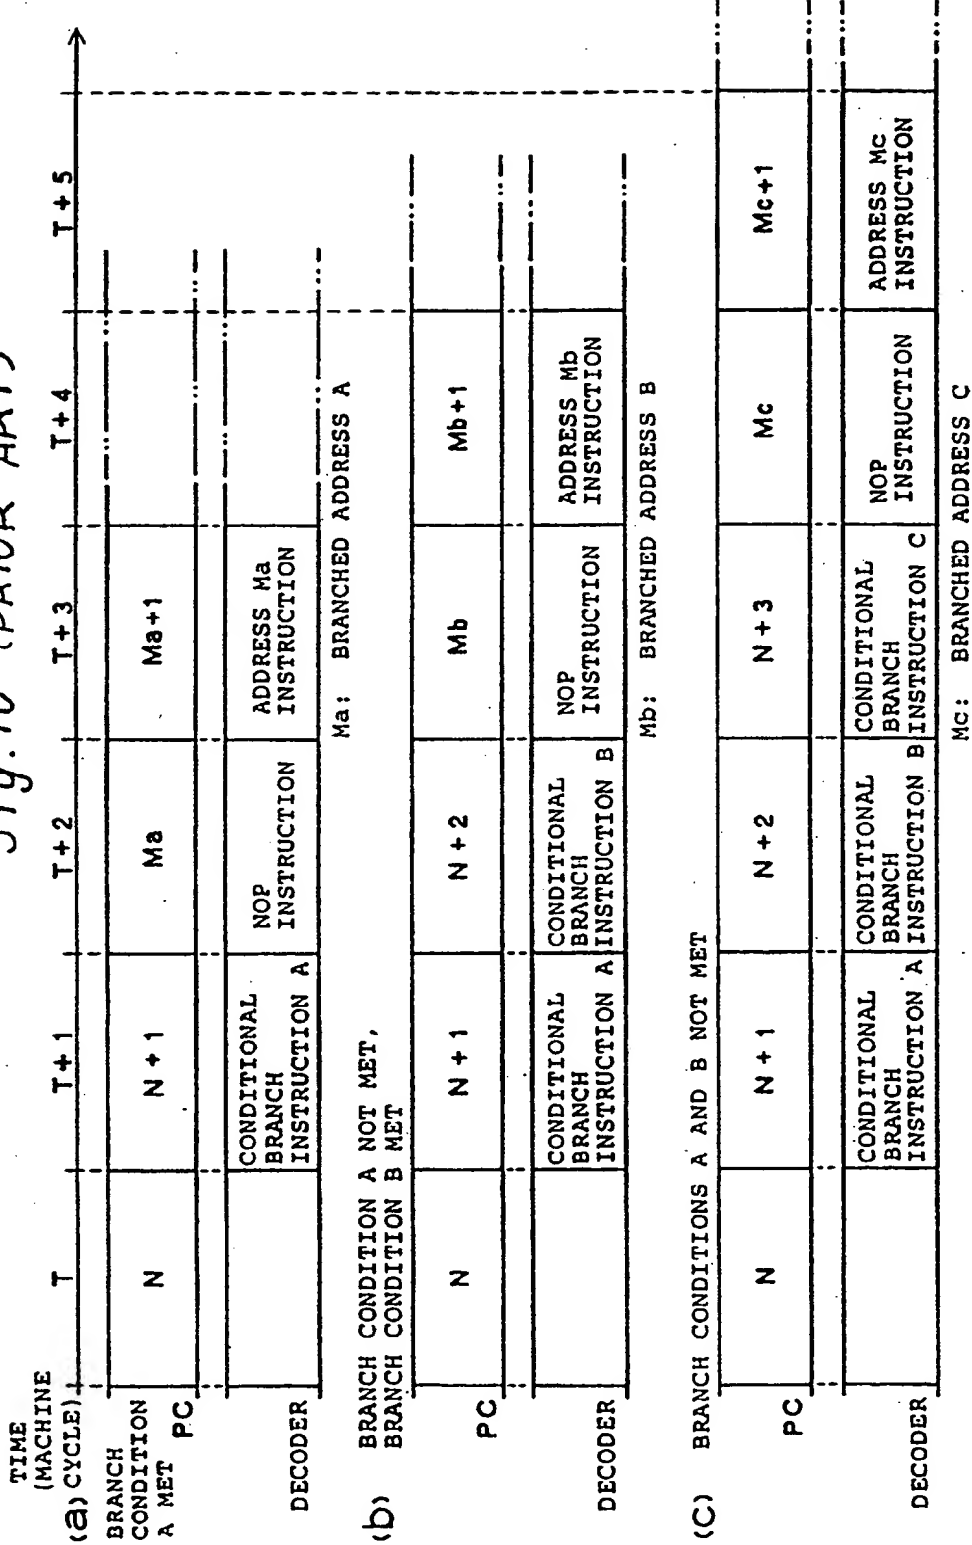 TIME
(MACHINE
CYCLE)
T T+1 T+2 T+3 T+4 T+5
(a) BRANCH
CONDITION
A MET
PC N N+1 Ma Ma+1
DECODER
CONDITIONAL
BRANCH
INSTRUCTION A
NOP
INSTRUCTION
ADDRESS Ma
INSTRUCTION
Ma: BRANCHED ADDRESS A
(b) BRANCH CONDITION A NOT MET,
BRANCH CONDITION B MET
PC N N+1 N+2 Mb Mb+1
DECODER
CONDITIONAL
BRANCH
INSTRUCTION A
CONDITIONAL
BRANCH
INSTRUCTION B
NOP
INSTRUCTION
ADDRESS Mb
INSTRUCTION
Mb: BRANCHED ADDRESS B
(C) BRANCH CONDITIONS A AND B NOT MET
PC N N+1 N+2 N+3 Mc Mc+1
DECODER
CONDITIONAL
BRANCH
INSTRUCTION A
CONDITIONAL
BRANCH
INSTRUCTION B
CONDITIONAL
BRANCH
INSTRUCTION C
NOP
INSTRUCTION
ADDRESS Mc
INSTRUCTION
Mc: BRANCHED ADDRESS C